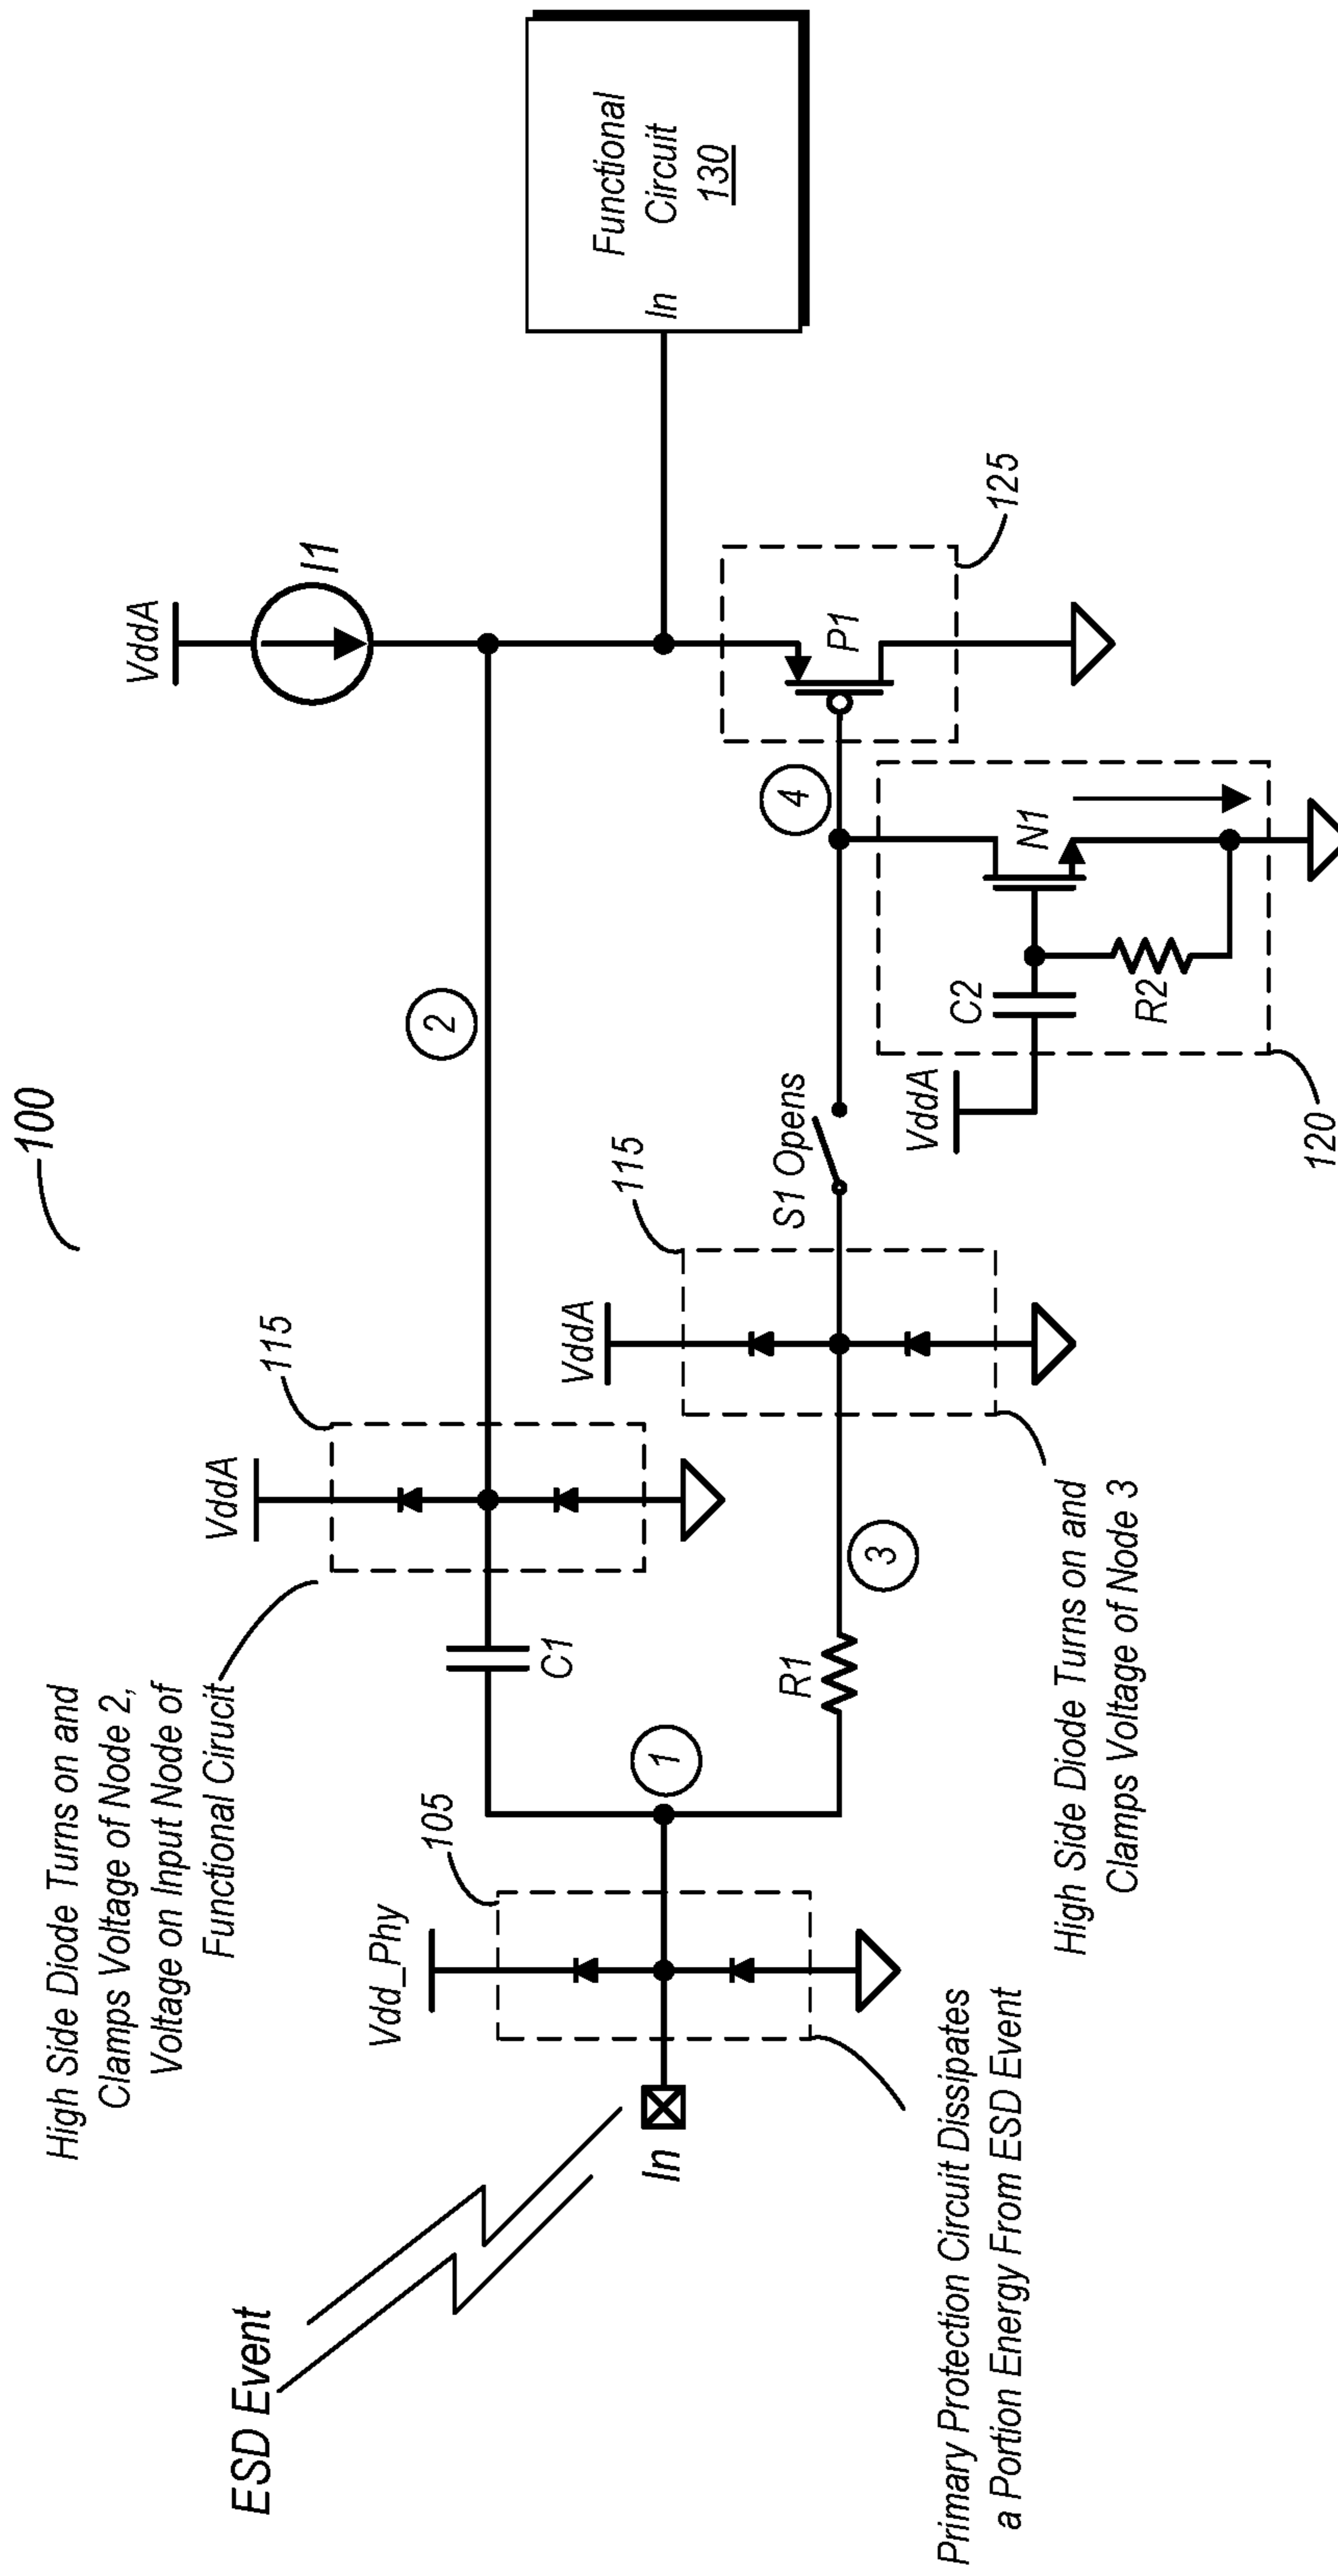 100
High Side Diode Turns on and
Clamps Voltage of Node 2,
Voltage on Input Node of
Functional Cirucit
ESD Event
In
Vdd_Phy
105
Primary Protection Circuit Dissipates
a Portion Energy From ESD Event
1
C1
R1
VddA
115
2
3
VddA
115
High Side Diode Turns on and
Clamps Voltage of Node 3
S1 Opens
VddA
I1
4
P1
125
VddA
C2
R2
N1
120
In
Functional
Circuit
130